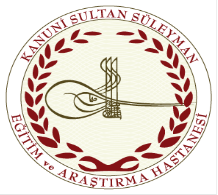 KANUNİ SULTAN SÜLEYMAN
EĞİTİM ve ARAŞTIRMA HASTANESİ